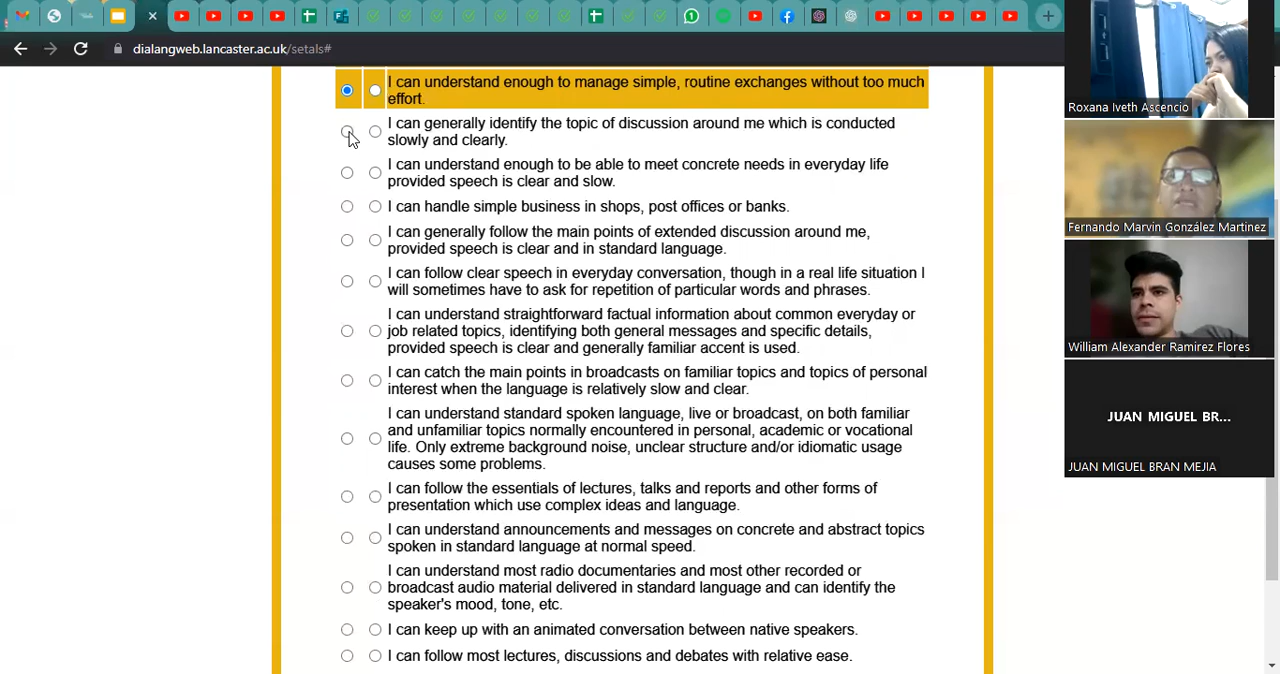 dialangweb.lancaster.ac.uk/setals#
I can understand enough to manage simple, routine exchanges without too much
effort.
I can generally identify the topic of discussion around me which is conducted
slowly and clearly.
I can understand enough to be able to meet concrete needs in everyday life
provided speech is clear and slow.
I can handle simple business in shops, post offices or banks.
I can generally follow the main points of extended discussion around me,
provided speech is clear and in standard language.
I can follow clear speech in everyday conversation, though in a real life situation I
will sometimes have to ask for repetition of particular words and phrases.
I can understand straightforward factual information about common everyday or
job related topics, identifying both general messages and specific details,
provided speech is clear and generally familiar accent is used.
I can catch the main points in broadcasts on familiar topics and topics of personal
interest when the language is relatively slow and clear.
I can understand standard spoken language, live or broadcast, on both familiar
and unfamiliar topics normally encountered in personal, academic or vocational
life. Only extreme background noise, unclear structure and/or idiomatic usage
causes some problems.
I can follow the essentials of lectures, talks and reports and other forms of
presentation which use complex ideas and language.
I can understand announcements and messages on concrete and abstract topics
spoken in standard language at normal speed.
I can understand most radio documentaries and most other recorded or
broadcast audio material delivered in standard language and can identify the
speaker's mood, tone, etc.
I can keep up with an animated conversation between native speakers.
I can follow most lectures, discussions and debates with relative ease.
Roxana Iveth Ascencio
Fernando Marvin González Martinez
William Alexander Ramirez Flores
JUAN MIGUEL BR...
JUAN MIGUEL BRAN MEJIA